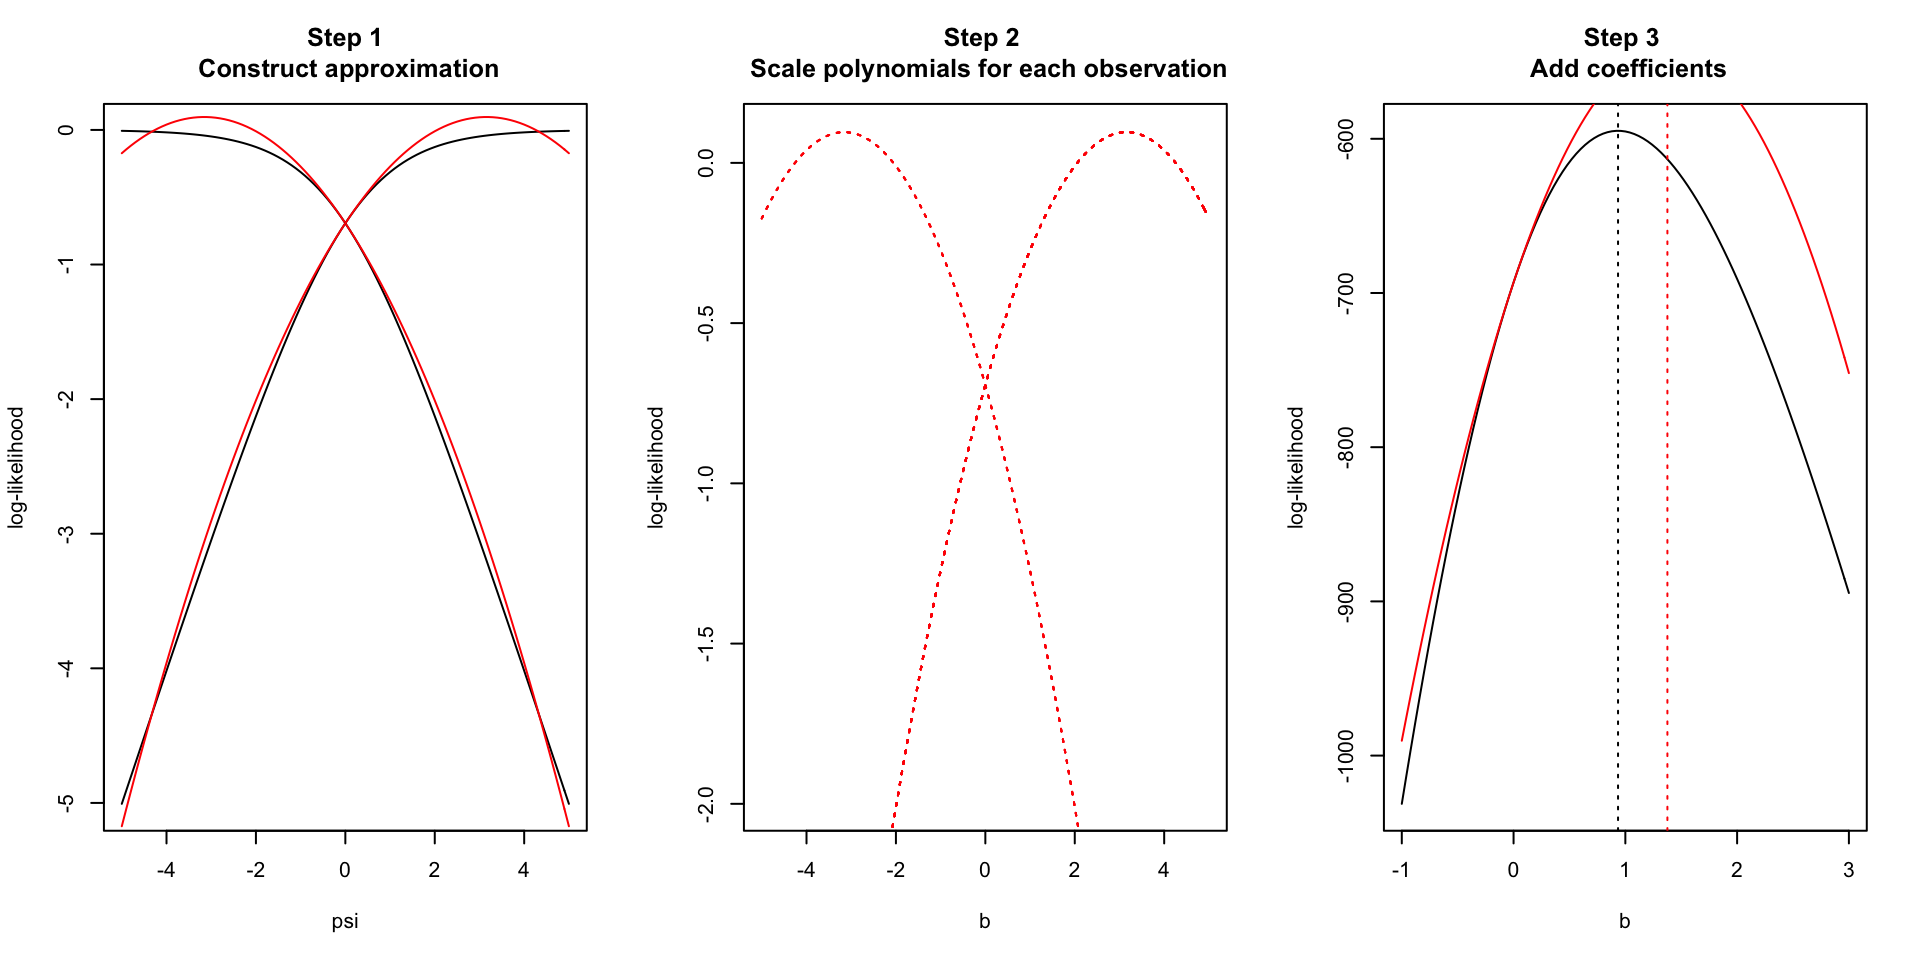 Step 1
Construct approximation
0
-1
-2
-3
-4
-5
log-likelihood
-4 -2 0 2 4
psi
Step 2
Scale polynomials for each observation
0.0
-0.5
-1.0
-1.5
-2.0
log-likelihood
-4 -2 0 2 4
b
Step 3
Add coefficients
-600
-700
-800
-900
-1000
log-likelihood
-1 0 1 2 3
b